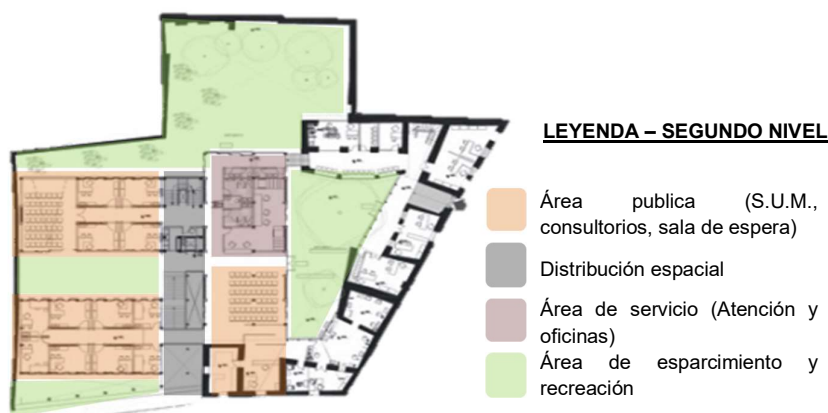 LEYENDA – SEGUNDO NIVEL
Área publica (S.U.M.,
consultorios, sala de espera)
Distribución espacial
Área de servicio (Atención y
oficinas)
Área de esparcimiento y
recreación